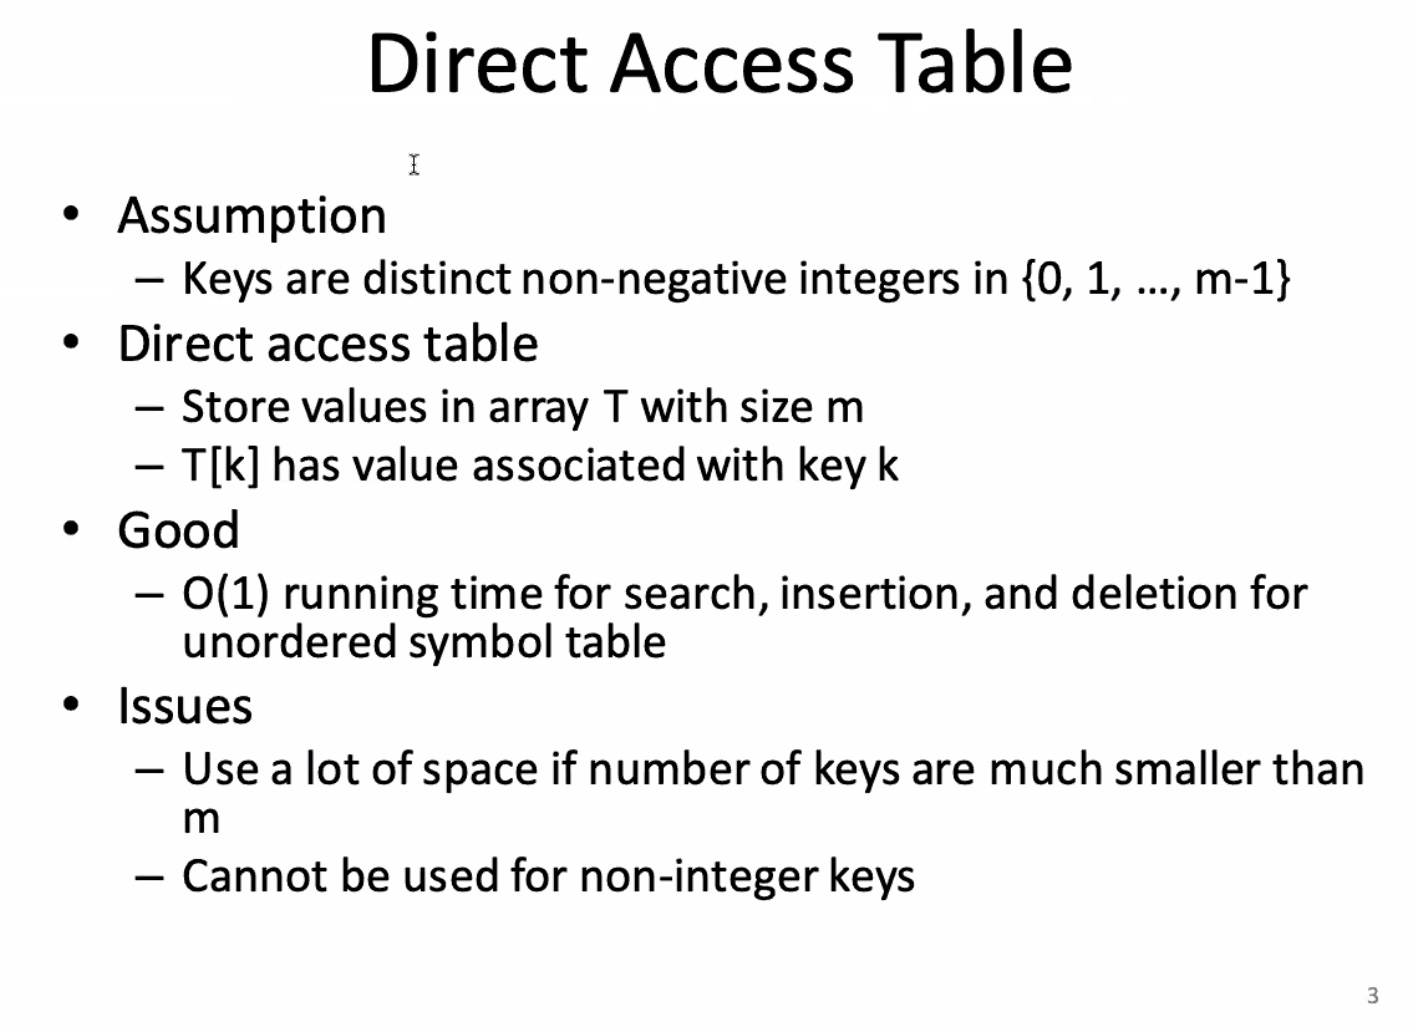 Direct Access Table
• Assumption
– Keys are distinct non-negative integers in {0, 1, ..., m-1}
• Direct access table
– Store values in array T with size m
– T[k] has value associated with key k
• Good
– O(1) running time for search, insertion, and deletion for
unordered symbol table
• Issues
– Use a lot of space if number of keys are much smaller than
m
– Cannot be used for non-integer keys
3